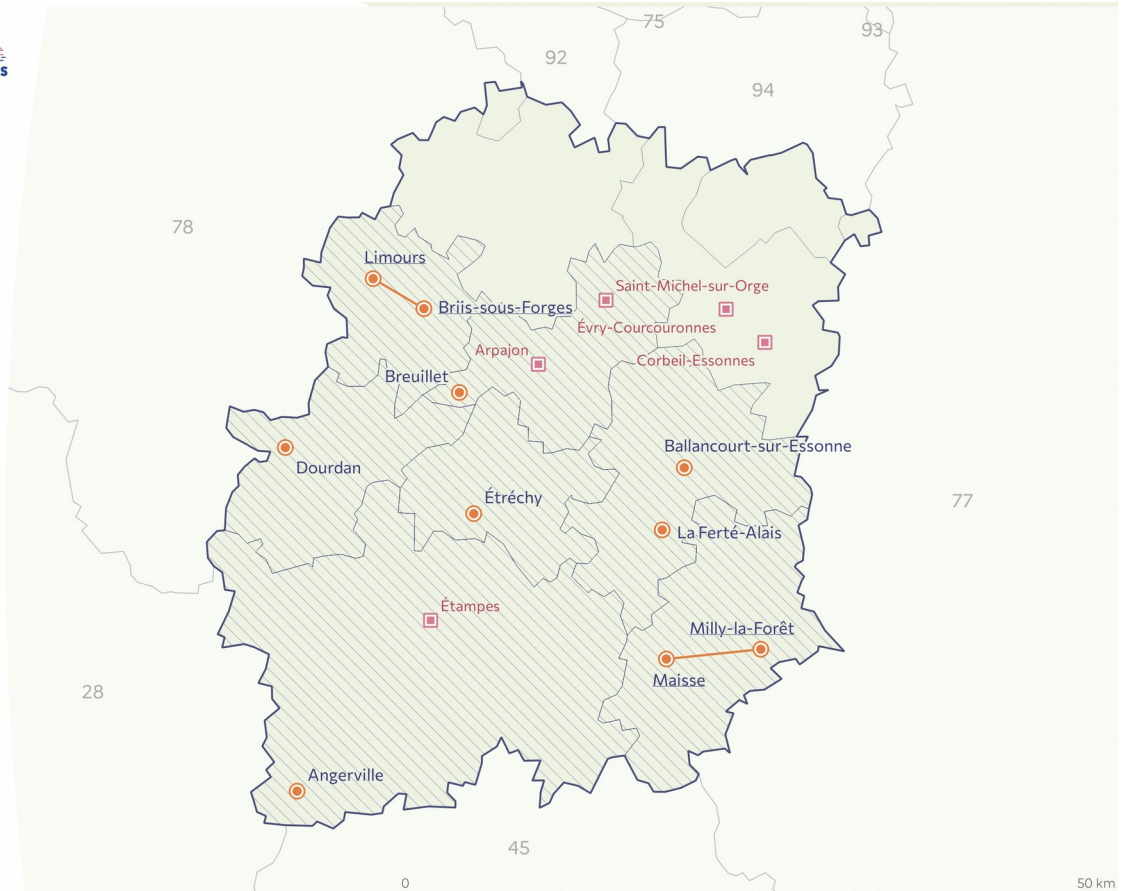 75
93
92
94
s
78
Limours
Saint-Michel-sur-Orge
Briis-sous-Forges
Évry-Courcouronnes
Arpajon
Corbeil-Essonnes
Breuillet
Ballancourt-sur-Essonne
Dourdan
Étréchy
77
La Ferté-Alais
Étampes
Milly-la-Forêt
Maisse
28
Angerville
45
0
50 km